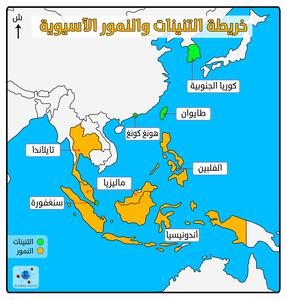 خريطة التنينات والنمور الآسيوية
ش
كوريا الجنوبية
طايوان
هونغ كونغ
تايلاندا
الفلبين
ماليزيا
سنغفورة
أندونيسيا
التنينات
النمور